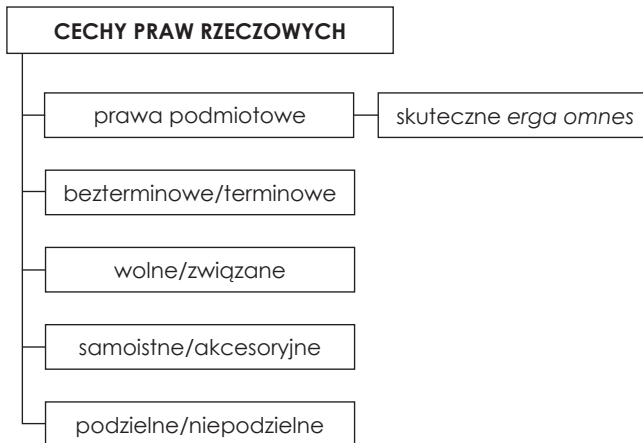 CECHY PRAW RZECZOWYCH
prawa podmiotowe
skuteczne erga omnes
bezterminowe/terminowe
wolne/związane
samoistne/akcesoryjne
podzielne/niepodzielne